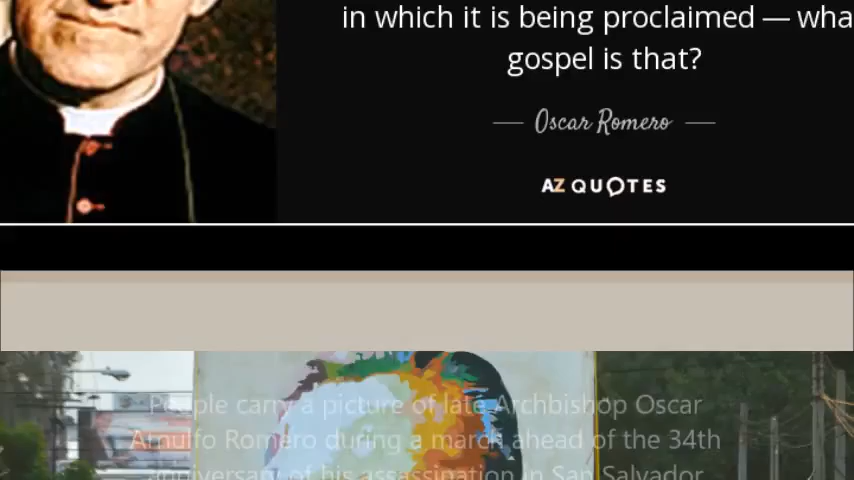 in which it is being proclaimed — wha
gospel is that?
Oscar Romero
AZ QUOTES
People carry a picture of late Archbishop Oscar
Arnulfo Romero during a march ahead of the 34th
anniversary of his assassination in San Salvador